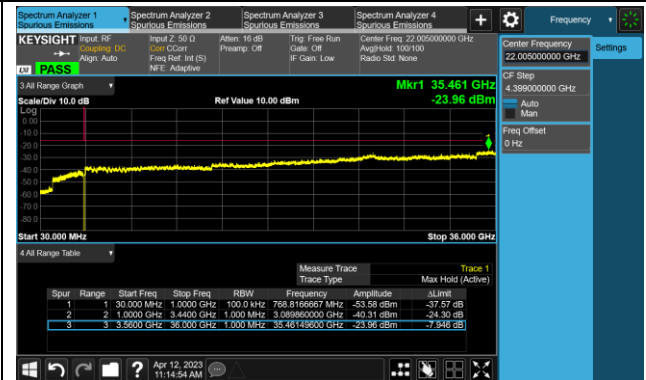 Spectrum Analyzer 1
Spurious Emissions
Spectrum Analyzer 2
Spurious Emissions
Spectrum Analyzer 3
Spurious Emissions
Spectrum Analyzer 4
Spurious Emissions
+
Frequency
KEYSIGHT
Input: RF
Coupling: DC
Align: Auto
Input Z: 50 Ω
Corr CCorr
Freq Ref: Int (S)
NFE: Adaptive
Atten: 16 dB
Preamp: Off
Trig: Free Run
Gate: Off
IF Gain: Low
Center Freq: 22.005000000 GHz
Avg|Hold: 100/100
Radio Std: None
LXI PASS
Center Frequency
22.005000000 GHz
Settings
CF Step
4.399000000 GHz
Auto
Man
Freq Offset
0 Hz
3 All Range Graph
Mkr1 35.461 GHz
Scale/Div 10.0 dB
Ref Value 10.00 dBm
-23.96 dBm
Log
0.00
-10.0
-20.0
-30.0
-40.0
-50.0
-60.0
-70.0
-80.0
1
Start 30.000 MHz
Stop 36.000 GHz
4 All Range Table
Measure Trace Trace 1
Trace Type Max Hold (Active)
Spur Range Start Freq Stop Freq RBW Frequency Amplitude ΔLimit
1 1 30.000 MHz 1.0000 GHz 100.0 kHz 768.816667 MHz -53.58 dBm -37.57 dB
2 2 1.0000 GHz 3.4400 GHz 1.000 MHz 3.089860000 GHz -40.31 dBm -24.30 dB
3 3 3.5600 GHz 36.000 GHz 1.000 MHz 35.46149600 GHz -23.96 dBm -7.946 dB
?
Apr 12, 2023
11:14:54 AM